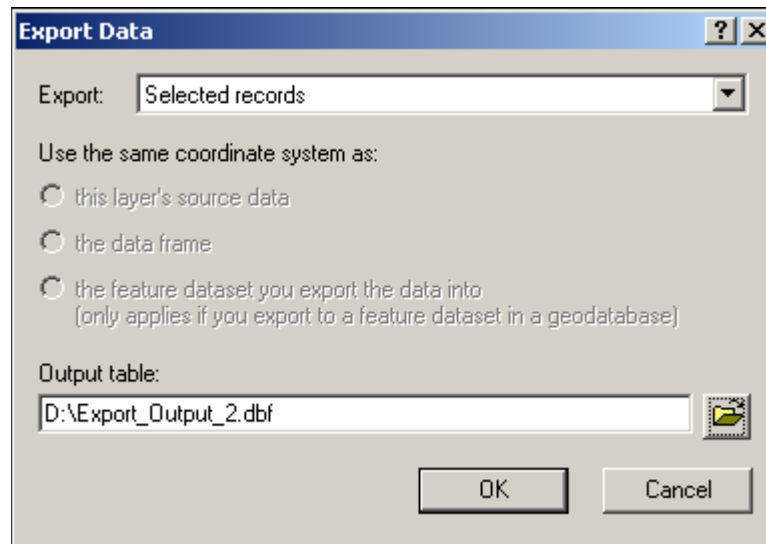 Export Data
Export: Selected records
Use the same coordinate system as:
this layer's source data
the data frame
the feature dataset you export the data into
(only applies if you export to a feature dataset in a geodatabase)
Output table:
D:\Export_Output_2.dbf
OK Cancel